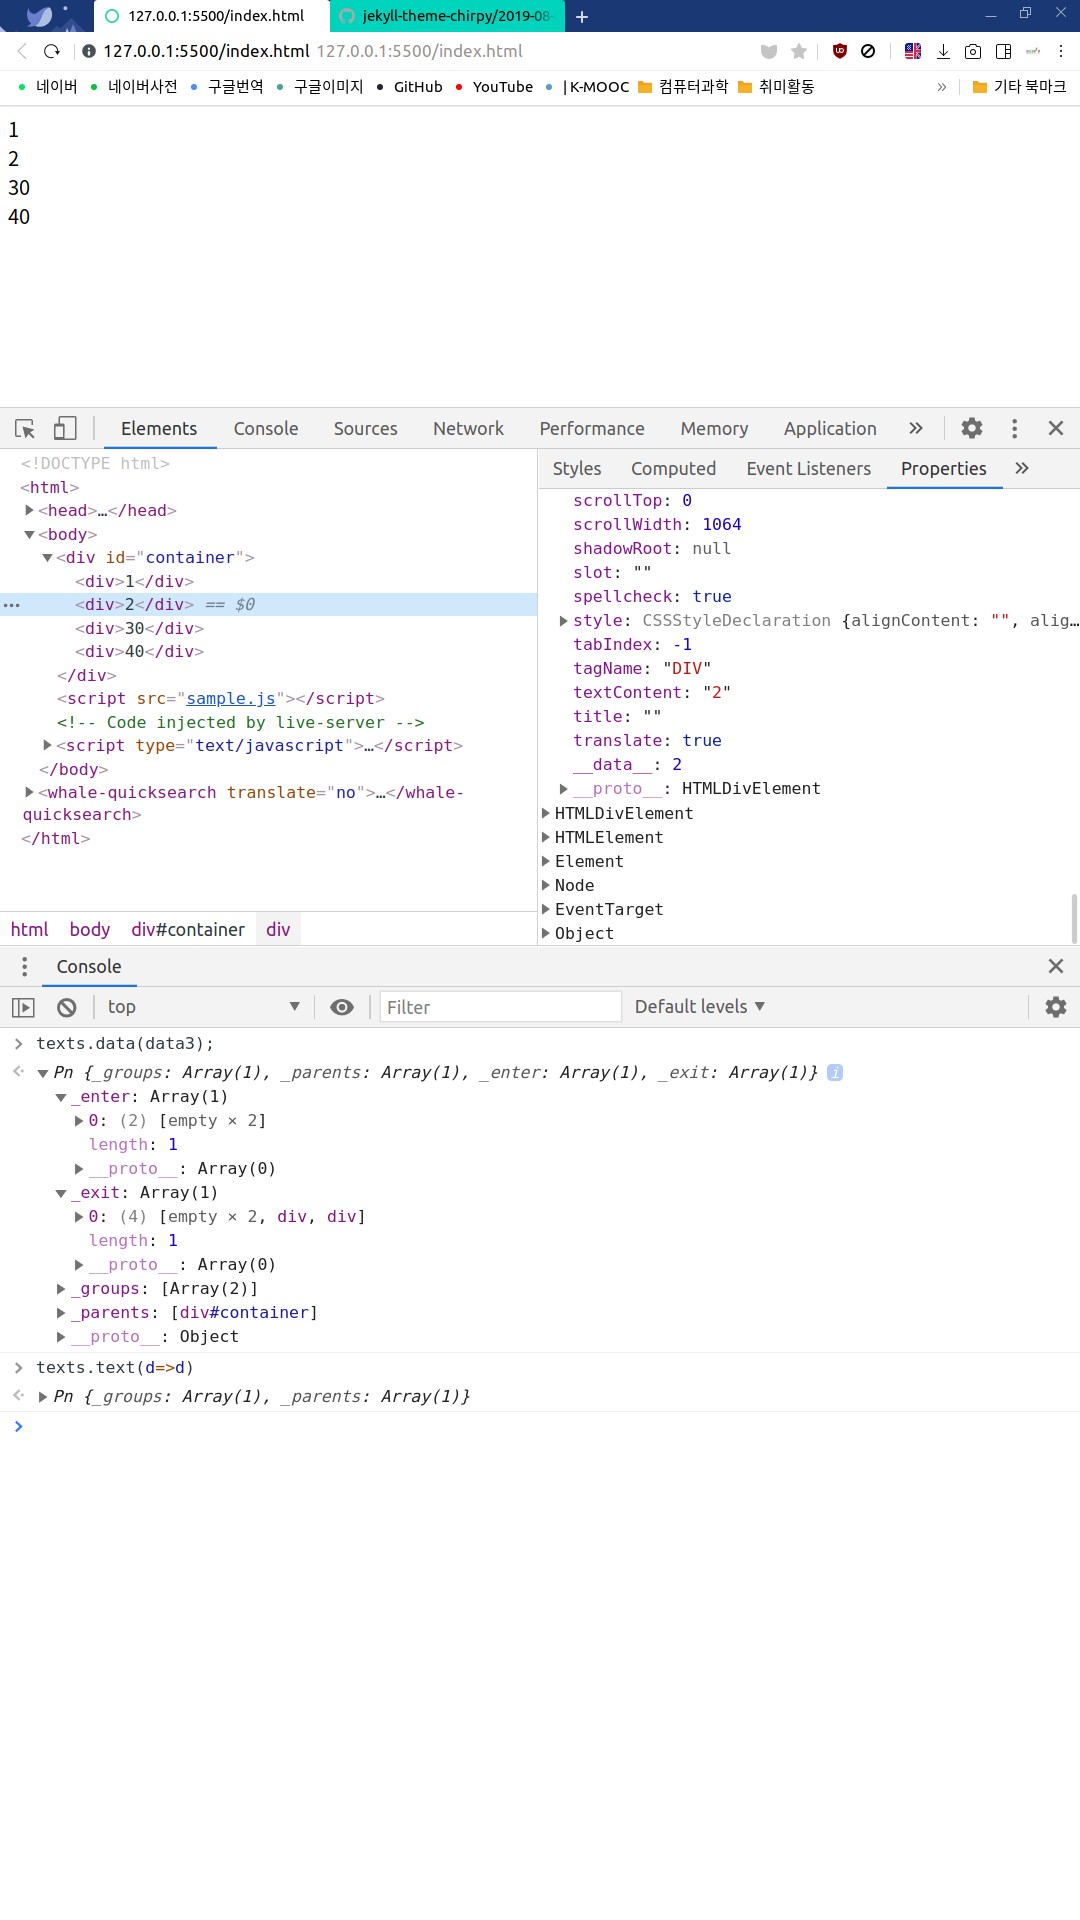 127.0.0.1:5500/index.html
jekyll-theme-chirpy/2019-08-
127.0.0.1:5500/index.html 127.0.0.1:5500/index.html
네이버 네이버사전 구글번역 구글이미지 GitHub YouTube | K-MOOC 컴퓨터과학 취미활동 » 기타 북마크
1
2
30
40
Elements Console Sources Network Performance Memory Application »
<!DOCTYPE html>
<html>
<head>…</head>
<body>
<div id="container">
<div>1</div>
<div>2</div> == $0
<div>30</div>
<div>40</div>
</div>
<script src="sample.js"></script>
<!-- Code injected by live-server -->
<script type="text/javascript">…</script>
</body>
<whale-quicksearch translate="no">…</whale-
quicksearch>
</html>
html body div#container div
Styles Computed Event Listeners Properties »
scrollTop: 0
scrollWidth: 1064
shadowRoot: null
slot: ""
spellcheck: true
style: CSSStyleDeclaration {alignContent: "", alig…
tabIndex: -1
tagName: "DIV"
textContent: "2"
title: ""
translate: true
__data__: 2
__proto__: HTMLDivElement
HTMLDivElement
HTMLElement
Element
Node
EventTarget
Object
Console
top Filter Default levels
texts.data(data3);
Pn {_groups: Array(1), _parents: Array(1), _enter: Array(1), _exit: Array(1)} i
_enter: Array(1)
0: (2) [empty × 2]
length: 1
__proto__: Array(0)
_exit: Array(1)
0: (4) [empty × 2, div, div]
length: 1
__proto__: Array(0)
_groups: [Array(2)]
_parents: [div#container]
__proto__: Object
texts.text(d=>d)
Pn {_groups: Array(1), _parents: Array(1)}